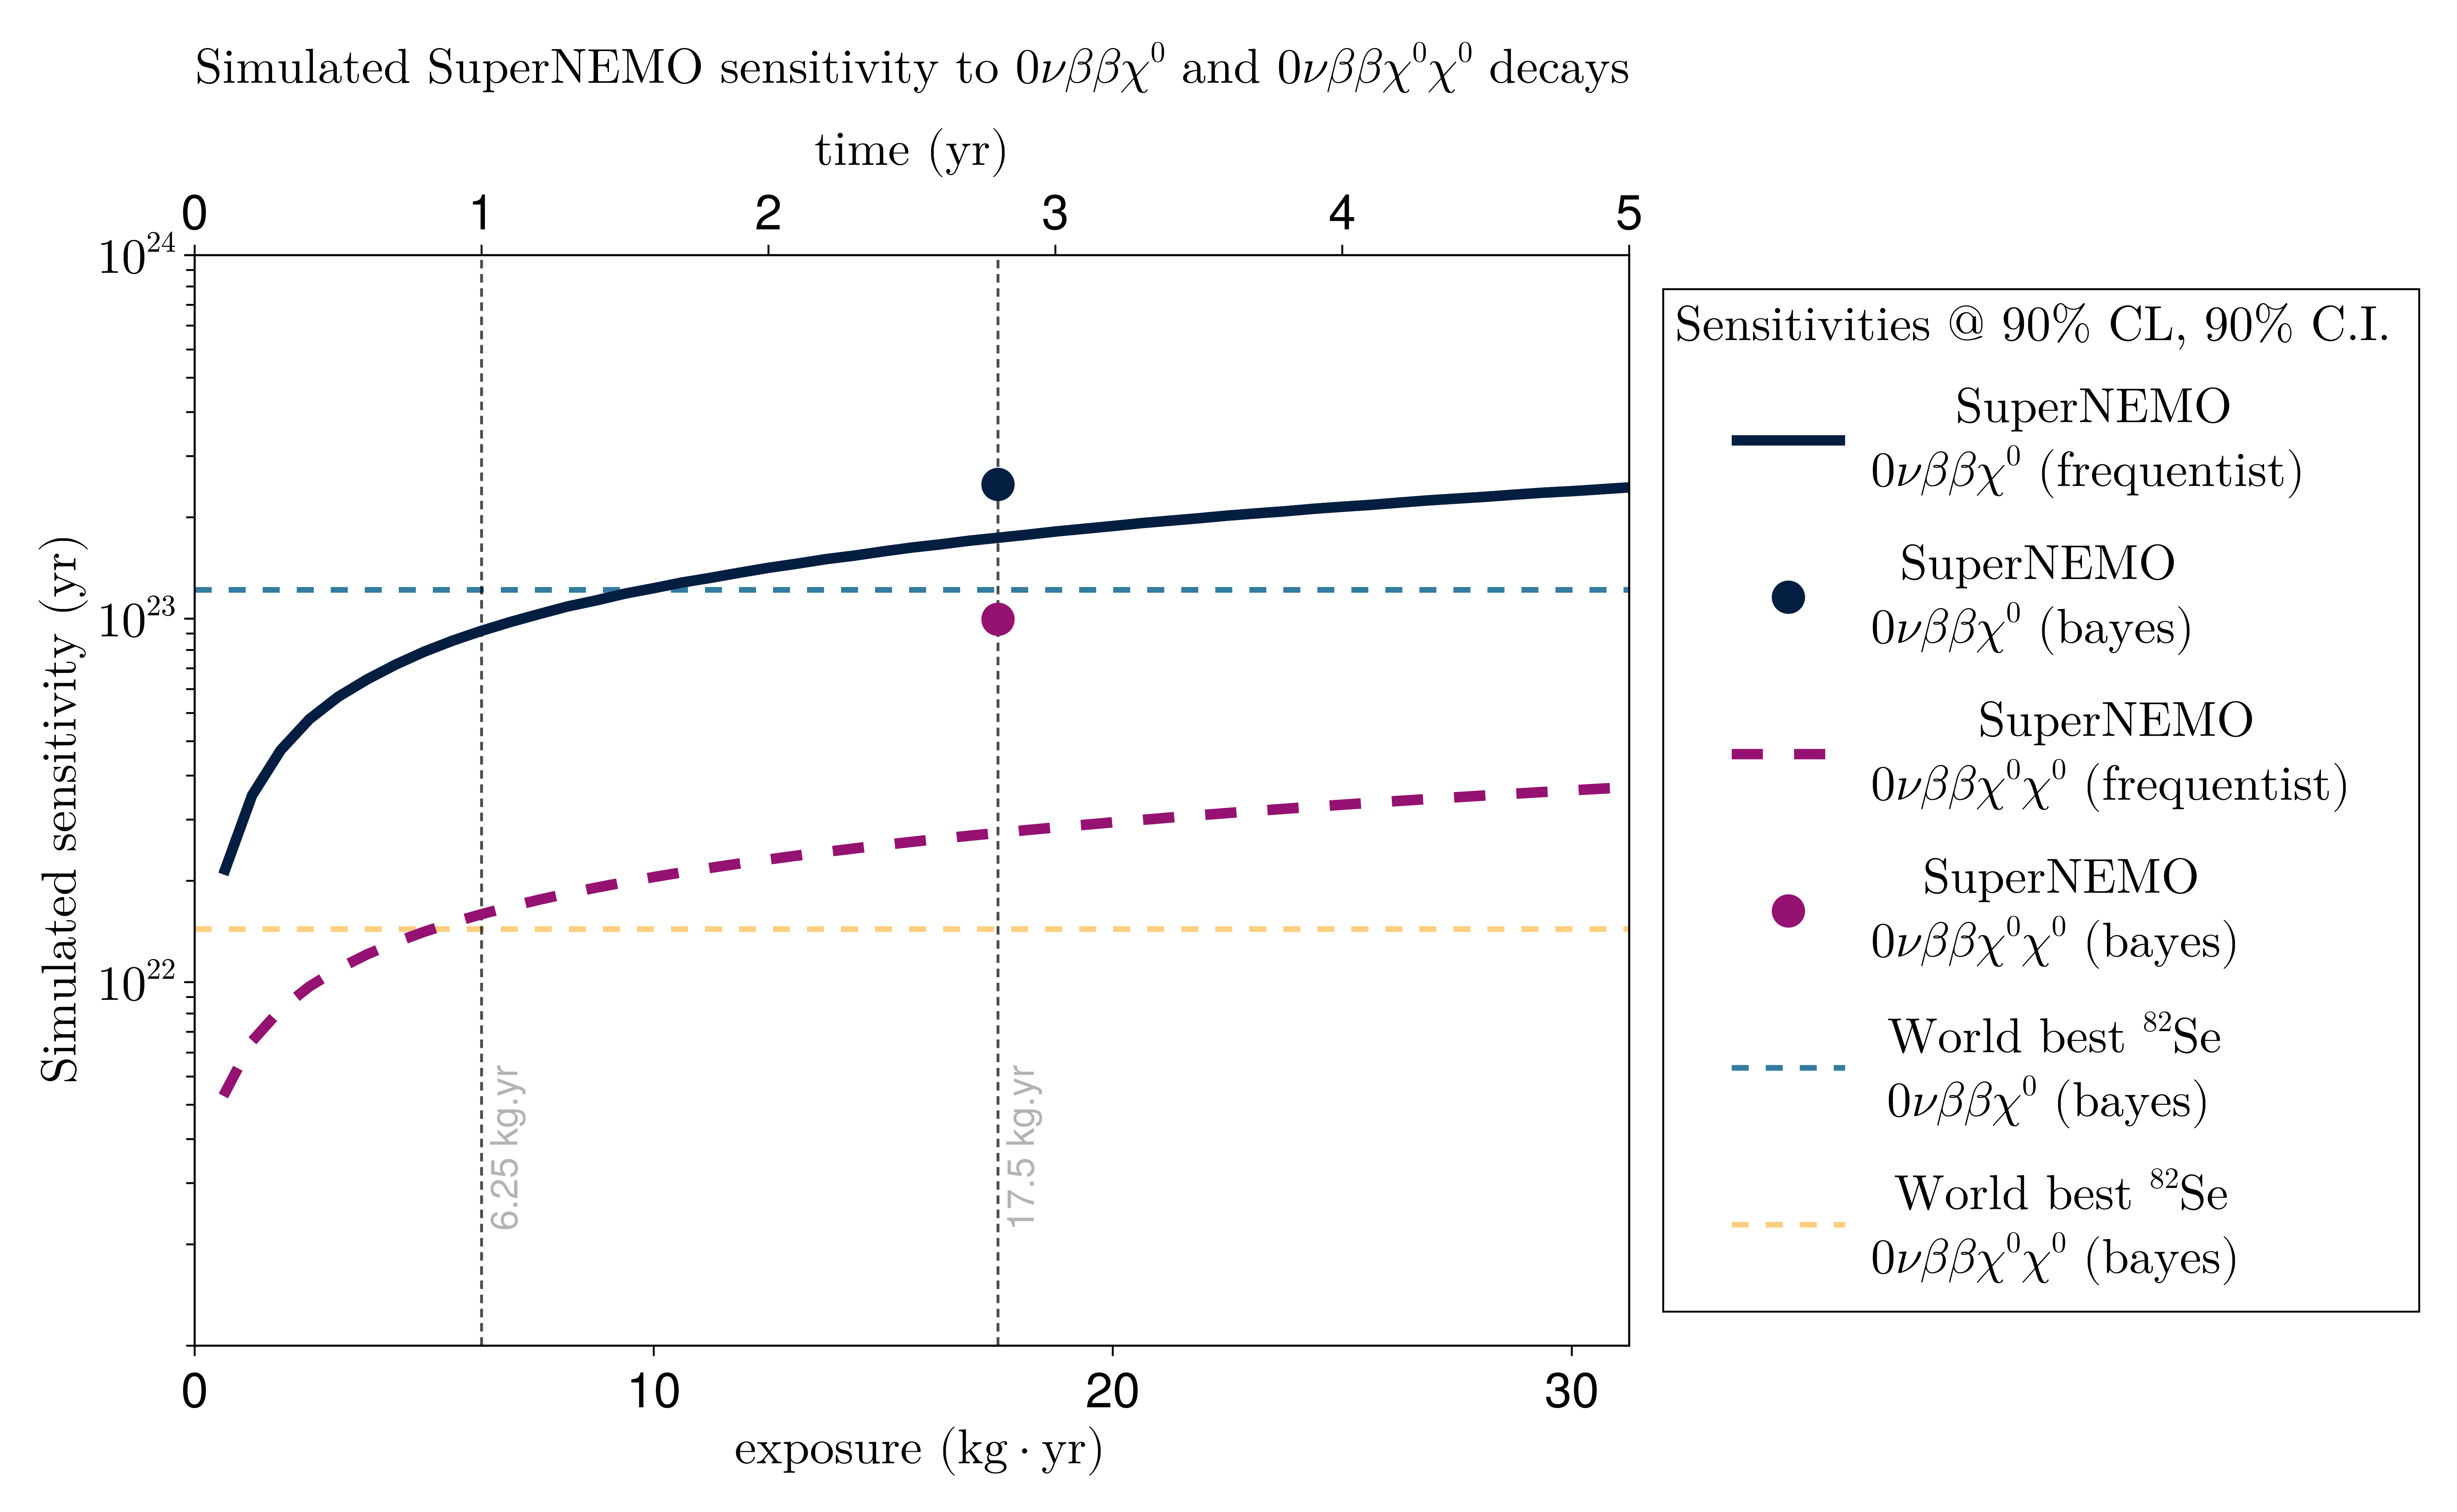 Simulated SuperNEMO sensitivity to 0νββχ⁰ and 0νββχ⁰χ⁰ decays
time (yr)
0 1 2 3 4 5
10²⁴
10²³
10²²
Simulated sensitivity (yr)
6.25 kg.yr
17.5 kg.yr
0 10 20 30
exposure (kg · yr)
Sensitivities @ 90% CL, 90% C.I.
SuperNEMO
0νββχ⁰ (frequentist)
SuperNEMO
0νββχ⁰ (bayes)
SuperNEMO
0νββχ⁰χ⁰ (frequentist)
SuperNEMO
0νββχ⁰χ⁰ (bayes)
World best ⁸²Se
0νββχ⁰ (bayes)
World best ⁸²Se
0νββχ⁰χ⁰ (bayes)